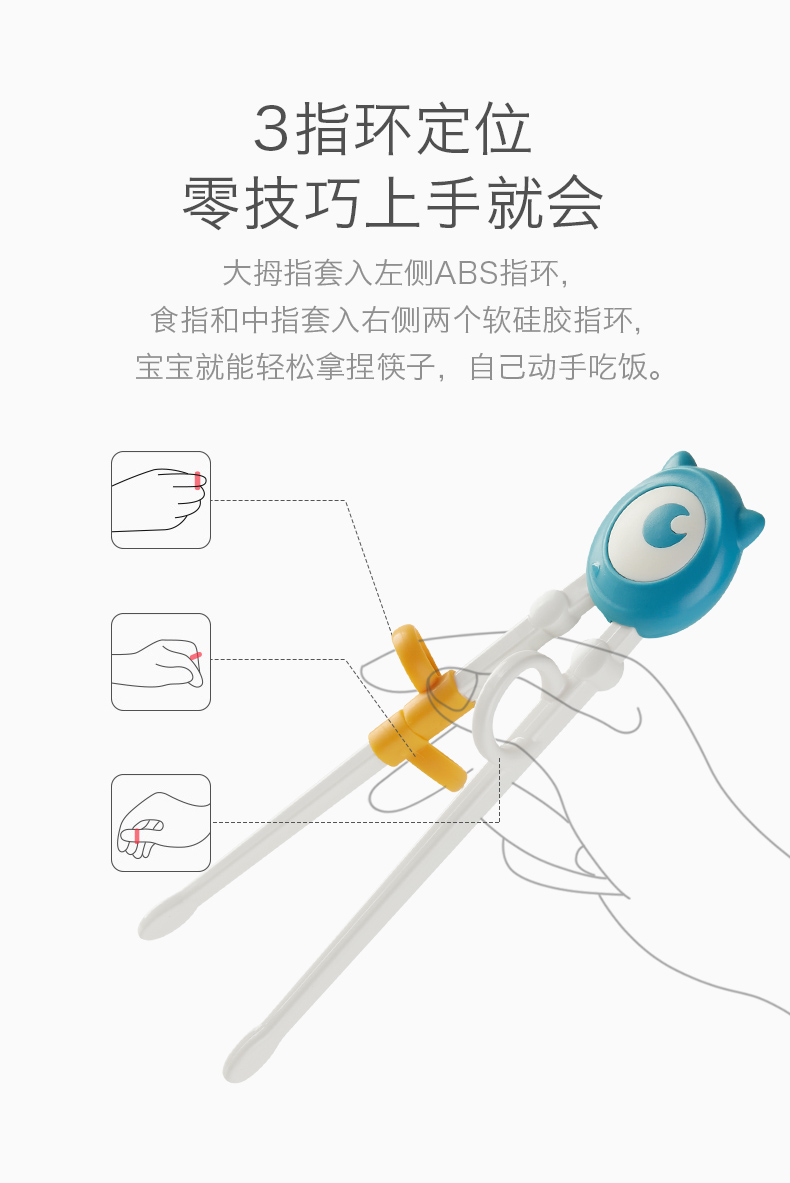 3指环定位
零技巧上手就会
大拇指套入左侧ABS指环，
食指和中指套入右侧两个软硅胶指环，
宝宝就能轻松拿捏筷子，自己动手吃饭。